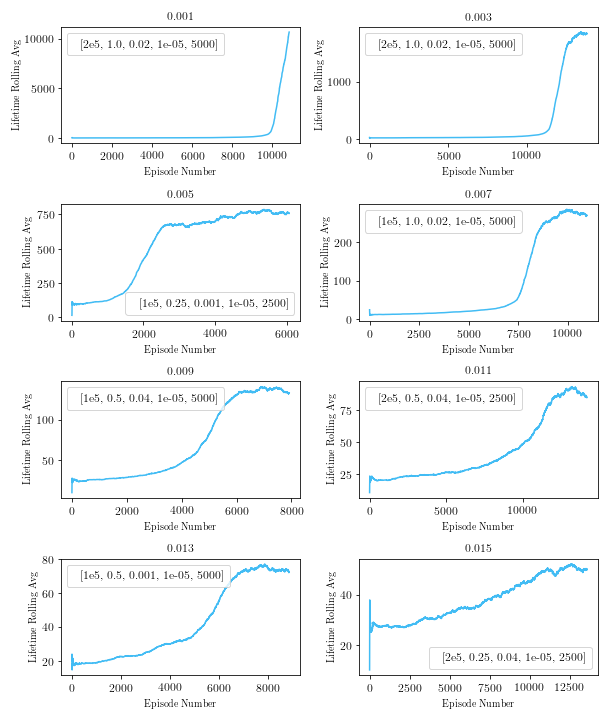 0.001
[2e5, 1.0, 0.02, 1e-05, 5000]
Lifetime Rolling Avg
10000
5000
0
0 2000 4000 6000 8000 10000
Episode Number
0.003
[2e5, 1.0, 0.02, 1e-05, 5000]
Lifetime Rolling Avg
1000
0
0 5000 10000
Episode Number
0.005
[1e5, 0.25, 0.001, 1e-05, 2500]
Lifetime Rolling Avg
750
500
250
0
0 2000 4000 6000
Episode Number
0.007
[1e5, 1.0, 0.02, 1e-05, 5000]
Lifetime Rolling Avg
200
100
0
0 2500 5000 7500 10000
Episode Number
0.009
[1e5, 0.5, 0.04, 1e-05, 5000]
Lifetime Rolling Avg
100
50
0 2000 4000 6000 8000
Episode Number
0.011
[2e5, 0.5, 0.04, 1e-05, 2500]
Lifetime Rolling Avg
75
50
25
0 5000 10000
Episode Number
0.013
[1e5, 0.5, 0.001, 1e-05, 5000]
Lifetime Rolling Avg
80
60
40
20
0 2000 4000 6000 8000
Episode Number
0.015
[2e5, 0.25, 0.04, 1e-05, 2500]
Lifetime Rolling Avg
40
20
0 2500 5000 7500 10000 12500
Episode Number